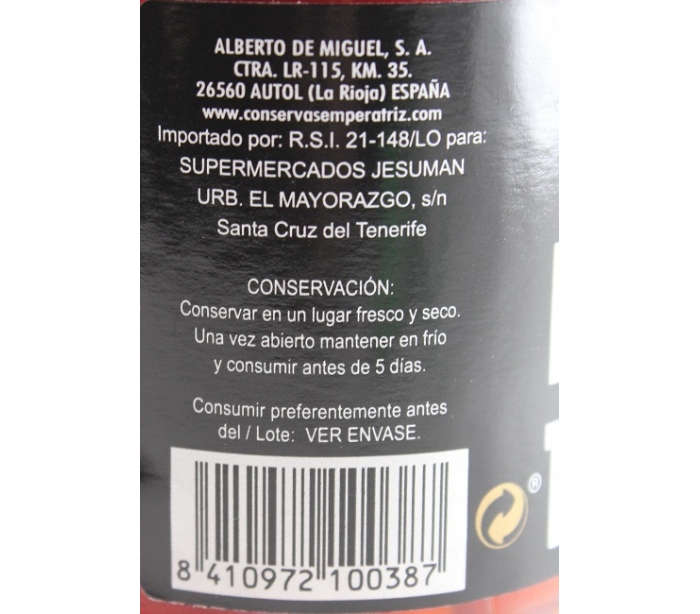 ALBERTO DE MIGUEL, S. A.
CTRA. LR-115, KM. 35.
26560 AUTOL (La Rioja) ESPAÑA
www.conservasemperatriz.com
Importado por: R.S.I. 21-148/LO para:
SUPERMERCADOS JESUMAN
URB. EL MAYORAZGO, s/n
Santa Cruz del Tenerife
CONSERVACIÓN:
Conservar en un lugar fresco y seco.
Una vez abierto mantener en frío
y consumir antes de 5 días.
Consumir preferentemente antes
del / Lote: VER ENVASE.
®
8 410972 100387